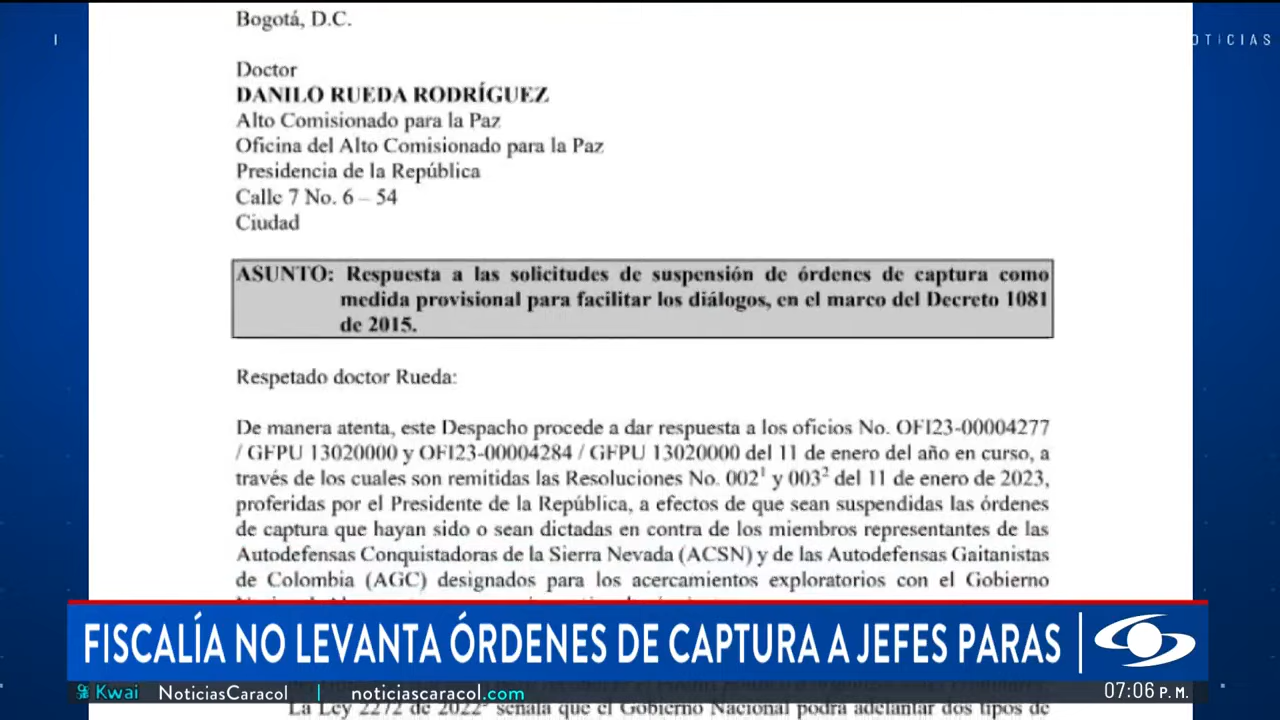 Bogotá, D.C.
OTICIAS
Doctor
DANILO RUEDA RODRÍGUEZ
Alto Comisionado para la Paz
Oficina del Alto Comisionado para la Paz
Presidencia de la República
Calle 7 No. 6 – 54
Ciudad
ASUNTO: Respuesta a las solicitudes de suspensión de órdenes de captura como
medida provisional para facilitar los diálogos, en el marco del Decreto 1081
de 2015.
Respetado doctor Rueda:
De manera atenta, este Despacho procede a dar respuesta a los oficios No. OFI23-00004277
/ GFPU 13020000 y OFI23-00004284 / GFPU 13020000 del 11 de enero del año en curso, a
través de los cuales son remitidas las Resoluciones No. 002¹ y 003² del 11 de enero de 2023,
proferidas por el Presidente de la República, a efectos de que sean suspendidas las órdenes
de captura que hayan sido o sean dictadas en contra de los miembros representantes de las
Autodefensas Conquistadoras de la Sierra Nevada (ACSN) y de las Autodefensas Gaitanistas
de Colombia (AGC) designados para los acercamientos exploratorios con el Gobierno
FISCALÍA NO LEVANTA ÓRDENES DE CAPTURA A JEFES PARAS
Kwai NoticiasCaracol | noticiascaracol.com 07:06 P. M.
La Ley 2272 de 2022 señala que el Gobierno Nacional podrá adelantar dos tipos de